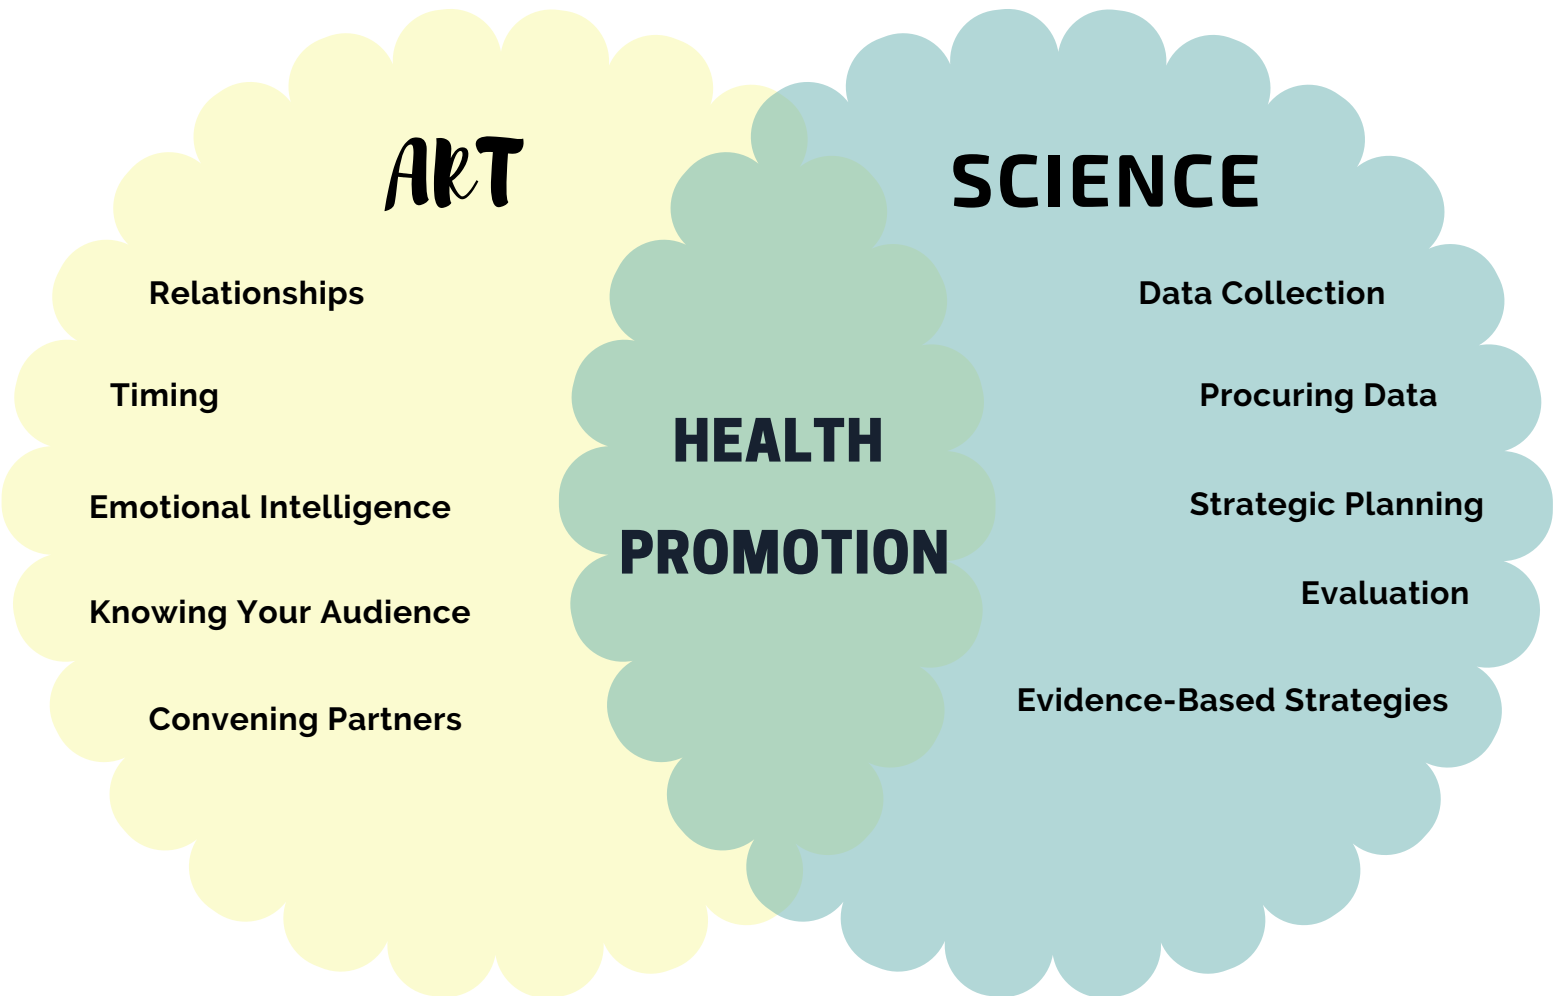 ART
Relationships
Timing
Emotional Intelligence
Knowing Your Audience
Convening Partners
HEALTH
PROMOTION
SCIENCE
Data Collection
Procuring Data
Strategic Planning
Evaluation
Evidence-Based Strategies